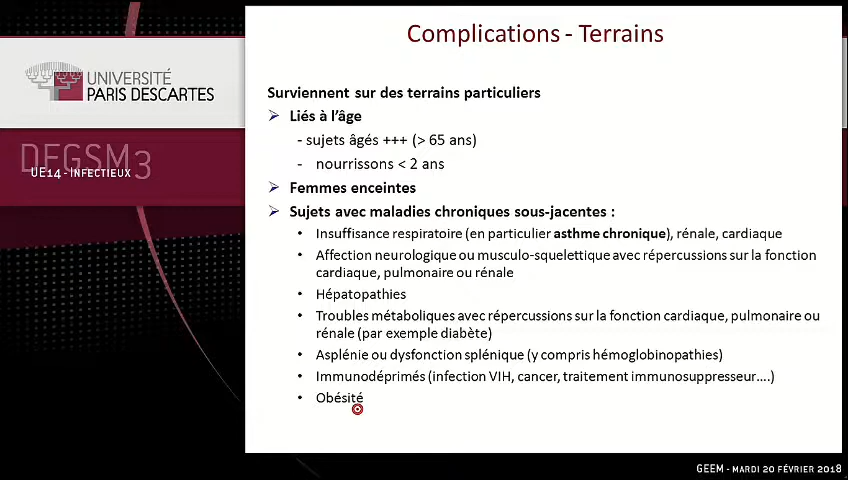 Complications - Terrains
UNIVERSITÉ
PARIS DESCARTES
DFGSM3
UE14 - INFECTIEUX
Surviennent sur des terrains particuliers
➢ Liés à l'âge
- sujets âgés +++ (> 65 ans)
- nourrissons < 2 ans
➢ Femmes enceintes
➢ Sujets avec maladies chroniques sous-jacentes :
• Insuffisance respiratoire (en particulier asthme chronique), rénale, cardiaque
• Affection neurologique ou musculo-squelettique avec répercussions sur la fonction
cardiaque, pulmonaire ou rénale
• Hépatopathies
• Troubles métaboliques avec répercussions sur la fonction cardiaque, pulmonaire ou
rénale (par exemple diabète)
• Asplénie ou dysfonction splénique (y compris hémoglobinopathies)
• Immunodéprimés (infection VIH, cancer, traitement immunosuppresseur....)
• Obésité
GEEM - MARDI 20 FÉVRIER 2018